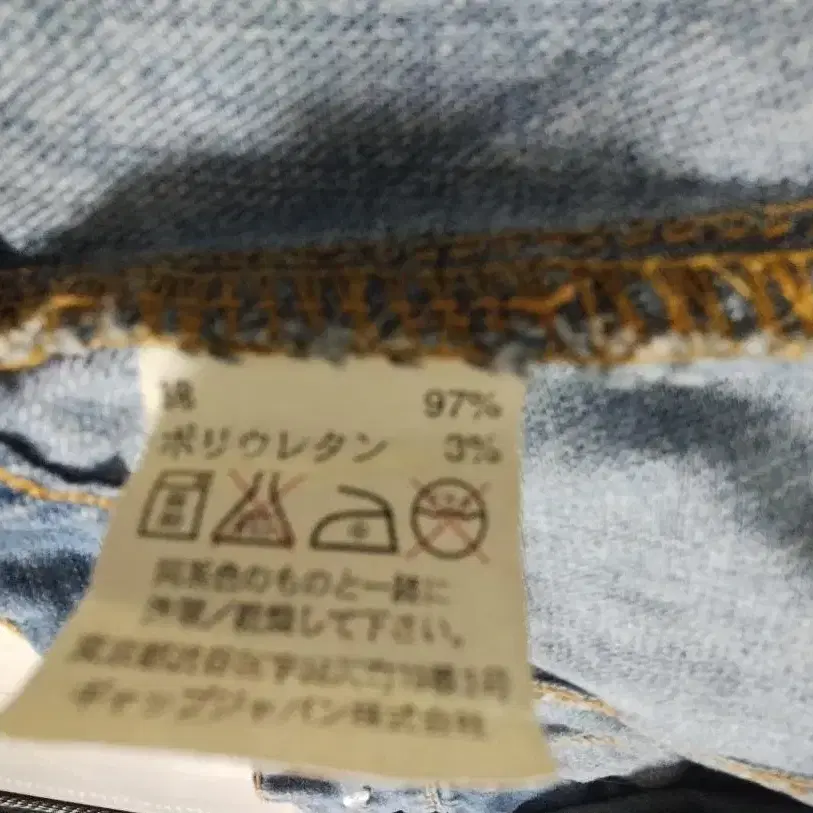 綿 97%
ポリウレタン 3%
同系色のものと一緒に
洗濯/乾燥して下さい。
ギャップジャパン株式会社